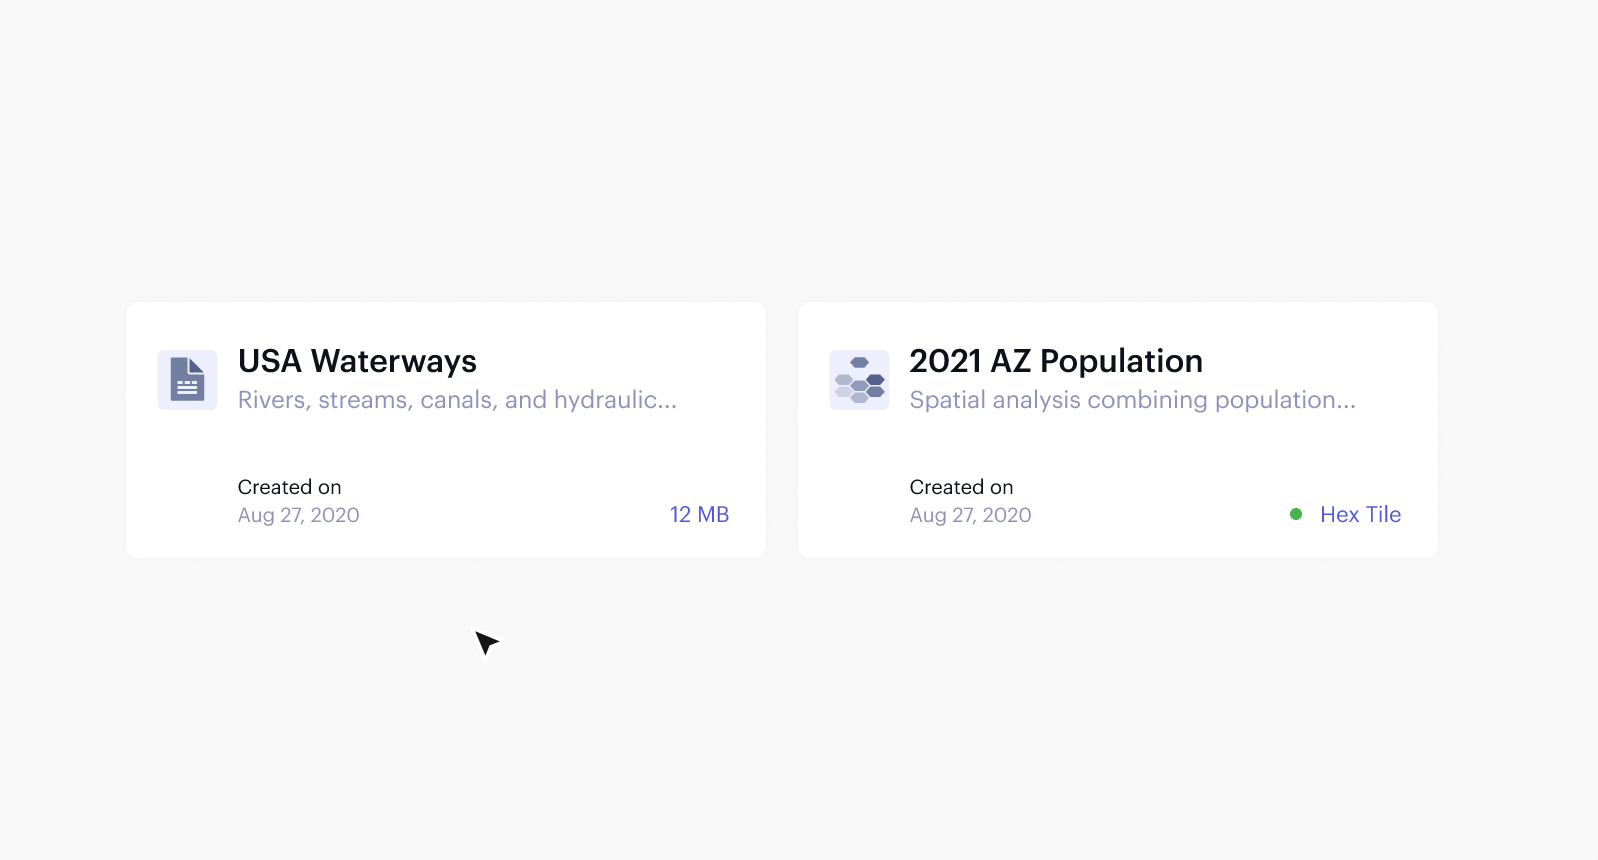 USA Waterways
Rivers, streams, canals, and hydraulic...
Created on
Aug 27, 2020
12 MB
2021 AZ Population
Spatial analysis combining population...
Created on
Aug 27, 2020
Hex Tile